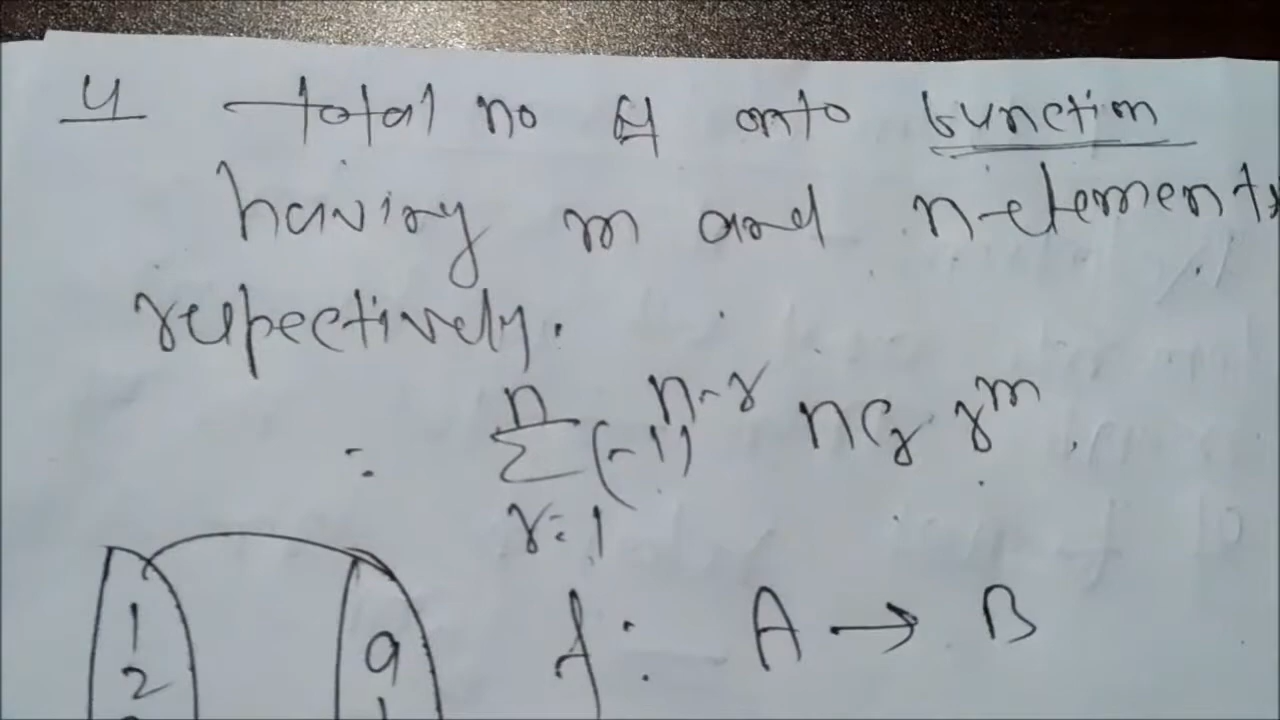 4 total no of onto function
having m and n-elements
respectively.
= n∑r=1 (-1)^n-r nCr r^m.
f: A → B
1 a
2